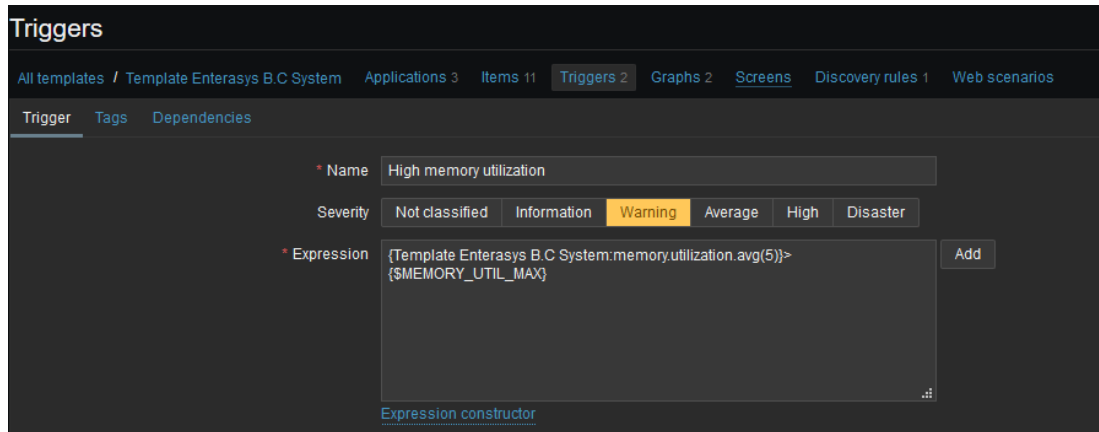 Triggers
All templates / Template Enterasys B.C System Applications 3 Items 11 Triggers 2 Graphs 2 Screens Discovery rules 1 Web scenarios
Trigger Tags Dependencies
* Name High memory utilization
Severity Not classified Information Warning Average High Disaster
* Expression {Template Enterasys B.C System:memory.utilization.avg(5)}> Add
{$MEMORY_UTIL_MAX}
Expression constructor